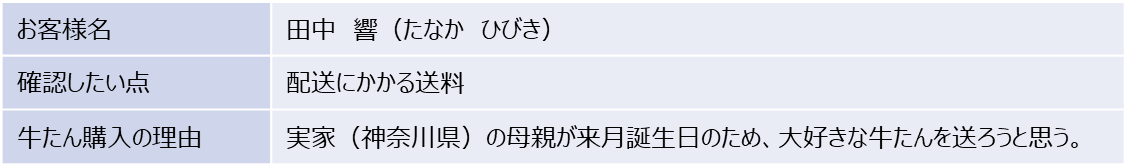 お客様名 田中　響（たなか　ひびき）
確認したい点 配送にかかる送料
牛たん購入の理由 実家（神奈川県）の母親が来月誕生日のため、大好きな牛たんを送ろうと思う。